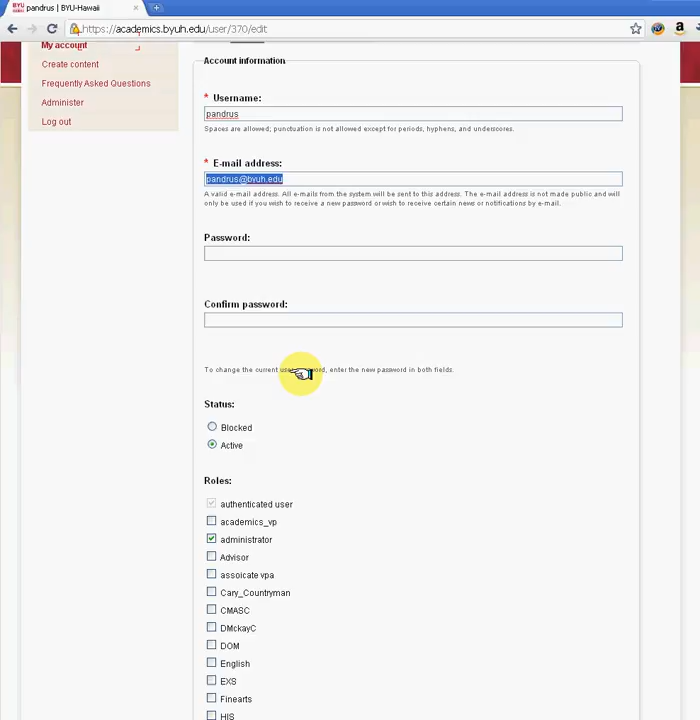 BYU HAWAII
pandrus | BYU-Hawaii
https://academics.byuh.edu/user/370/edit
My account
Create content
Frequently Asked Questions
Administer
Log out
Account information
* Username:
pandrus
Spaces are allowed; punctuation is not allowed except for periods, hyphens, and underscores.
* E-mail address:
pandrus@byuh.edu
A valid e-mail address. All e-mails from the system will be sent to this address. The e-mail address is not made public and will
only be used if you wish to receive a new password or wish to receive certain news or notifications by e-mail.
Password:
Confirm password:
To change the current user password, enter the new password in both fields.
Status:
Blocked
Active
Roles:
authenticated user
academics_vp
administrator
Advisor
assoicate vpa
Cary_Countryman
CMASC
DMckayC
DOM
English
EXS
Finearts
HIS